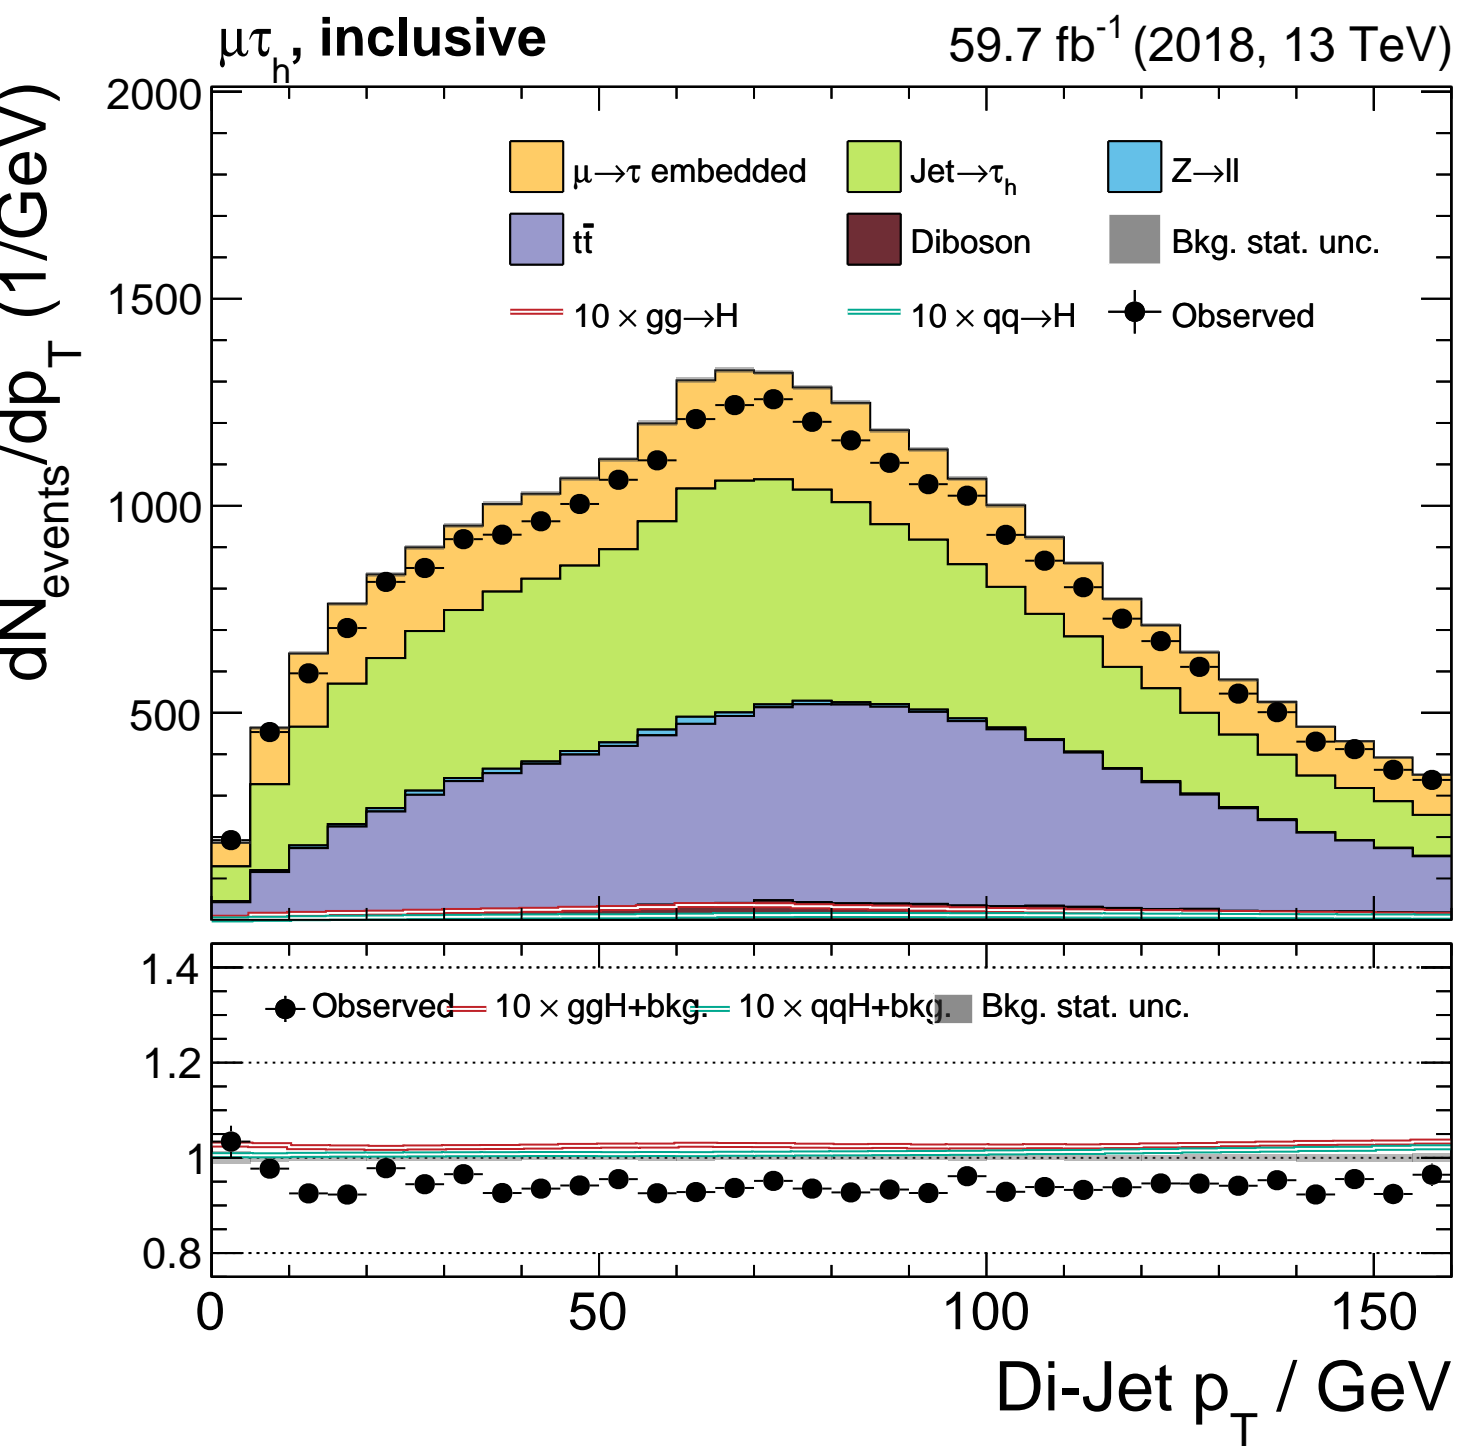 μτh, inclusive 59.7 fb-1 (2018, 13 TeV)
dNevents/dpT (1/GeV)
2000
1500
1000
500
μ→τ embedded Jet→τh Z→ll
tt̄ Diboson Bkg. stat. unc.
10 × gg→H 10 × qq→H Observed
1.4
1.2
1
0.8
Observed 10 × ggH+bkg. 10 × qqH+bkg. Bkg. stat. unc.
0 50 100 150
Di-Jet pT / GeV